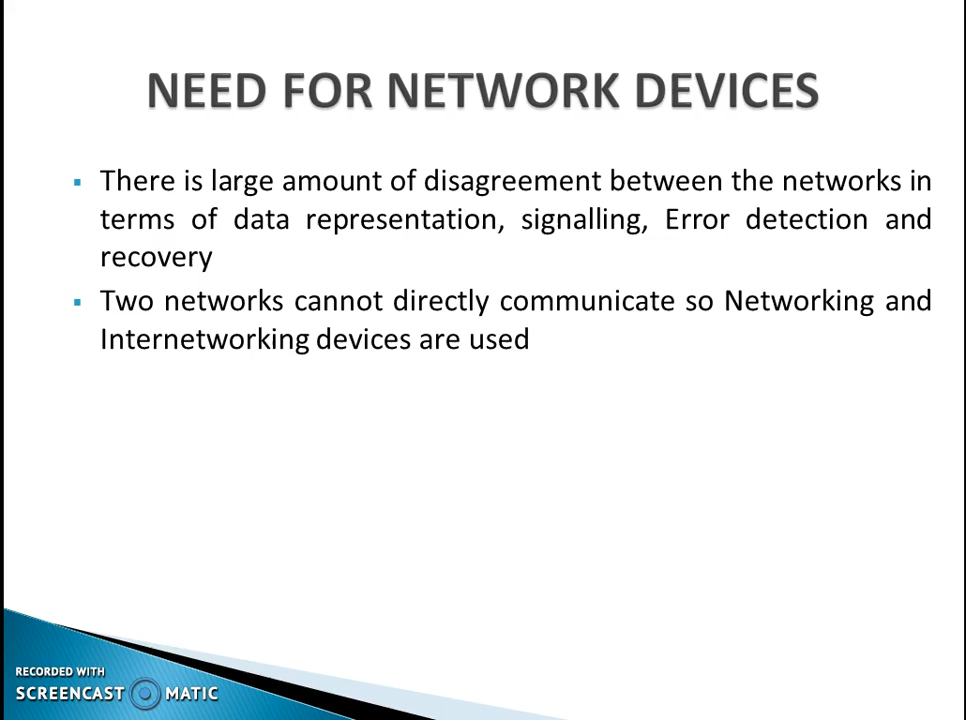 NEED FOR NETWORK DEVICES
There is large amount of disagreement between the networks in
terms of data representation, signalling, Error detection and
recovery
Two networks cannot directly communicate so Networking and
Internetworking devices are used
RECORDED WITH
SCREENCAST MATIC